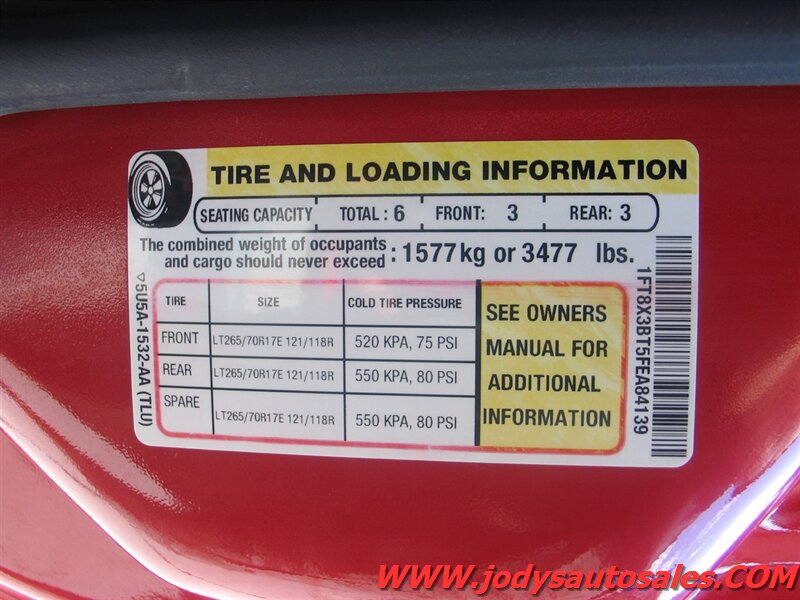 TIRE AND LOADING INFORMATION
SEATING CAPACITY TOTAL : 6 FRONT: 3 REAR: 3
The combined weight of occupants
and cargo should never exceed : 1577kg or 3477 lbs.
TIRE SIZE COLD TIRE PRESSURE
FRONT LT265/70R17E 121/118R 520 KPA, 75 PSI
REAR LT265/70R17E 121/118R 550 KPA, 80 PSI
SPARE LT265/70R17E 121/118R 550 KPA, 80 PSI
SEE OWNERS
MANUAL FOR
ADDITIONAL
INFORMATION
5U5A-1532-AA (TLU)
1FT8X3BT5FEA84139
WWW.jodysautosales.COM